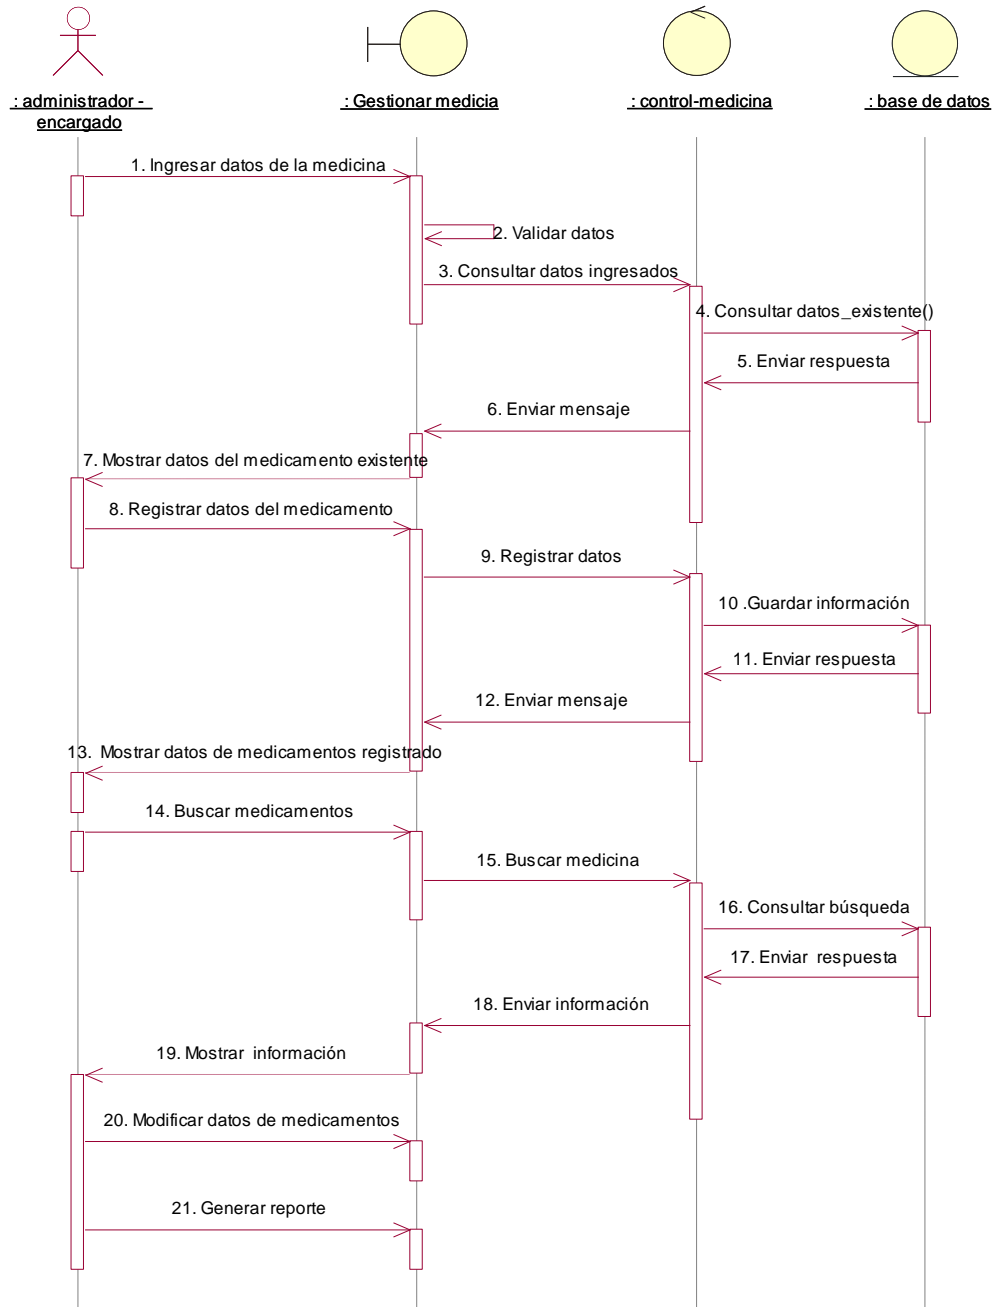 : administrador -
encargado
: Gestionar medicia
: control-medicina
: base de datos
1. Ingresar datos de la medicina
2. Validar datos
3. Consultar datos ingresados
4. Consultar datos_existente()
5. Enviar respuesta
6. Enviar mensaje
7. Mostrar datos del medicamento existente
8. Registrar datos del medicamento
9. Registrar datos
10 .Guardar información
11. Enviar respuesta
12. Enviar mensaje
13. Mostrar datos de medicamentos registrado
14. Buscar medicamentos
15. Buscar medicina
16. Consultar búsqueda
17. Enviar respuesta
18. Enviar información
19. Mostrar información
20. Modificar datos de medicamentos
21. Generar reporte